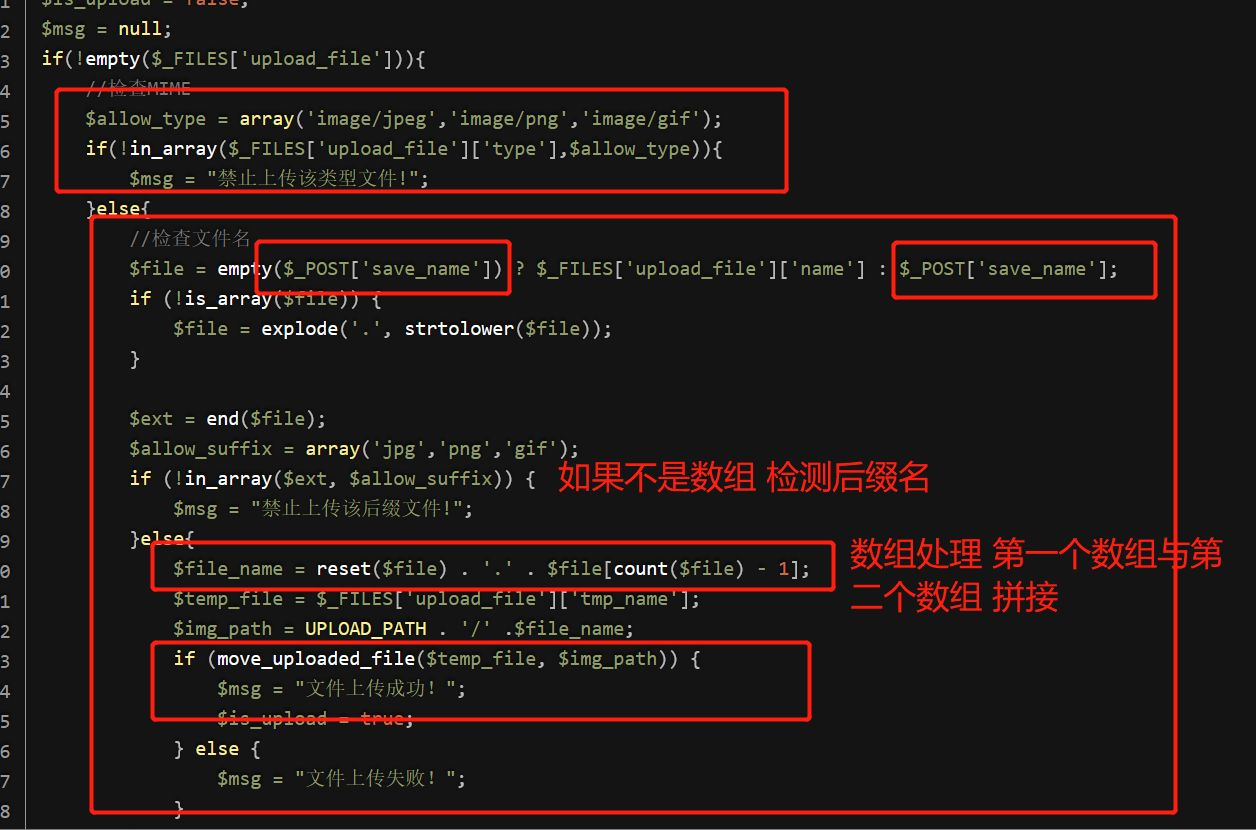 1 $is_upload = false;
2 $msg = null;
3 if(!empty($_FILES['upload_file'])){
4 //检查MIME
5 $allow_type = array('image/jpeg','image/png','image/gif');
6 if(!in_array($_FILES['upload_file']['type'],$allow_type)){
7 $msg = "禁止上传该类型文件!";
8 }else{
9 //检查文件名
0 $file = empty($_POST['save_name']) ? $_FILES['upload_file']['name'] : $_POST['save_name'];
1 if (!is_array($file)) {
2 $file = explode('.', strtolower($file));
3 }
4
5 $ext = end($file);
6 $allow_suffix = array('jpg','png','gif');
7 if (!in_array($ext, $allow_suffix)) { 如果不是数组 检测后缀名
8 $msg = "禁止上传该后缀文件!";
9 }else{
数组处理 第一个数组与第
0 $file_name = reset($file) . '.' . $file[count($file) - 1];
二个数组 拼接
1 $temp_file = $_FILES['upload_file']['tmp_name'];
2 $img_path = UPLOAD_PATH . '/' .$file_name;
3 if (move_uploaded_file($temp_file, $img_path)) {
4 $msg = "文件上传成功！";
5 $is_upload = true;
6 } else {
7 $msg = "文件上传失败！";
8 }